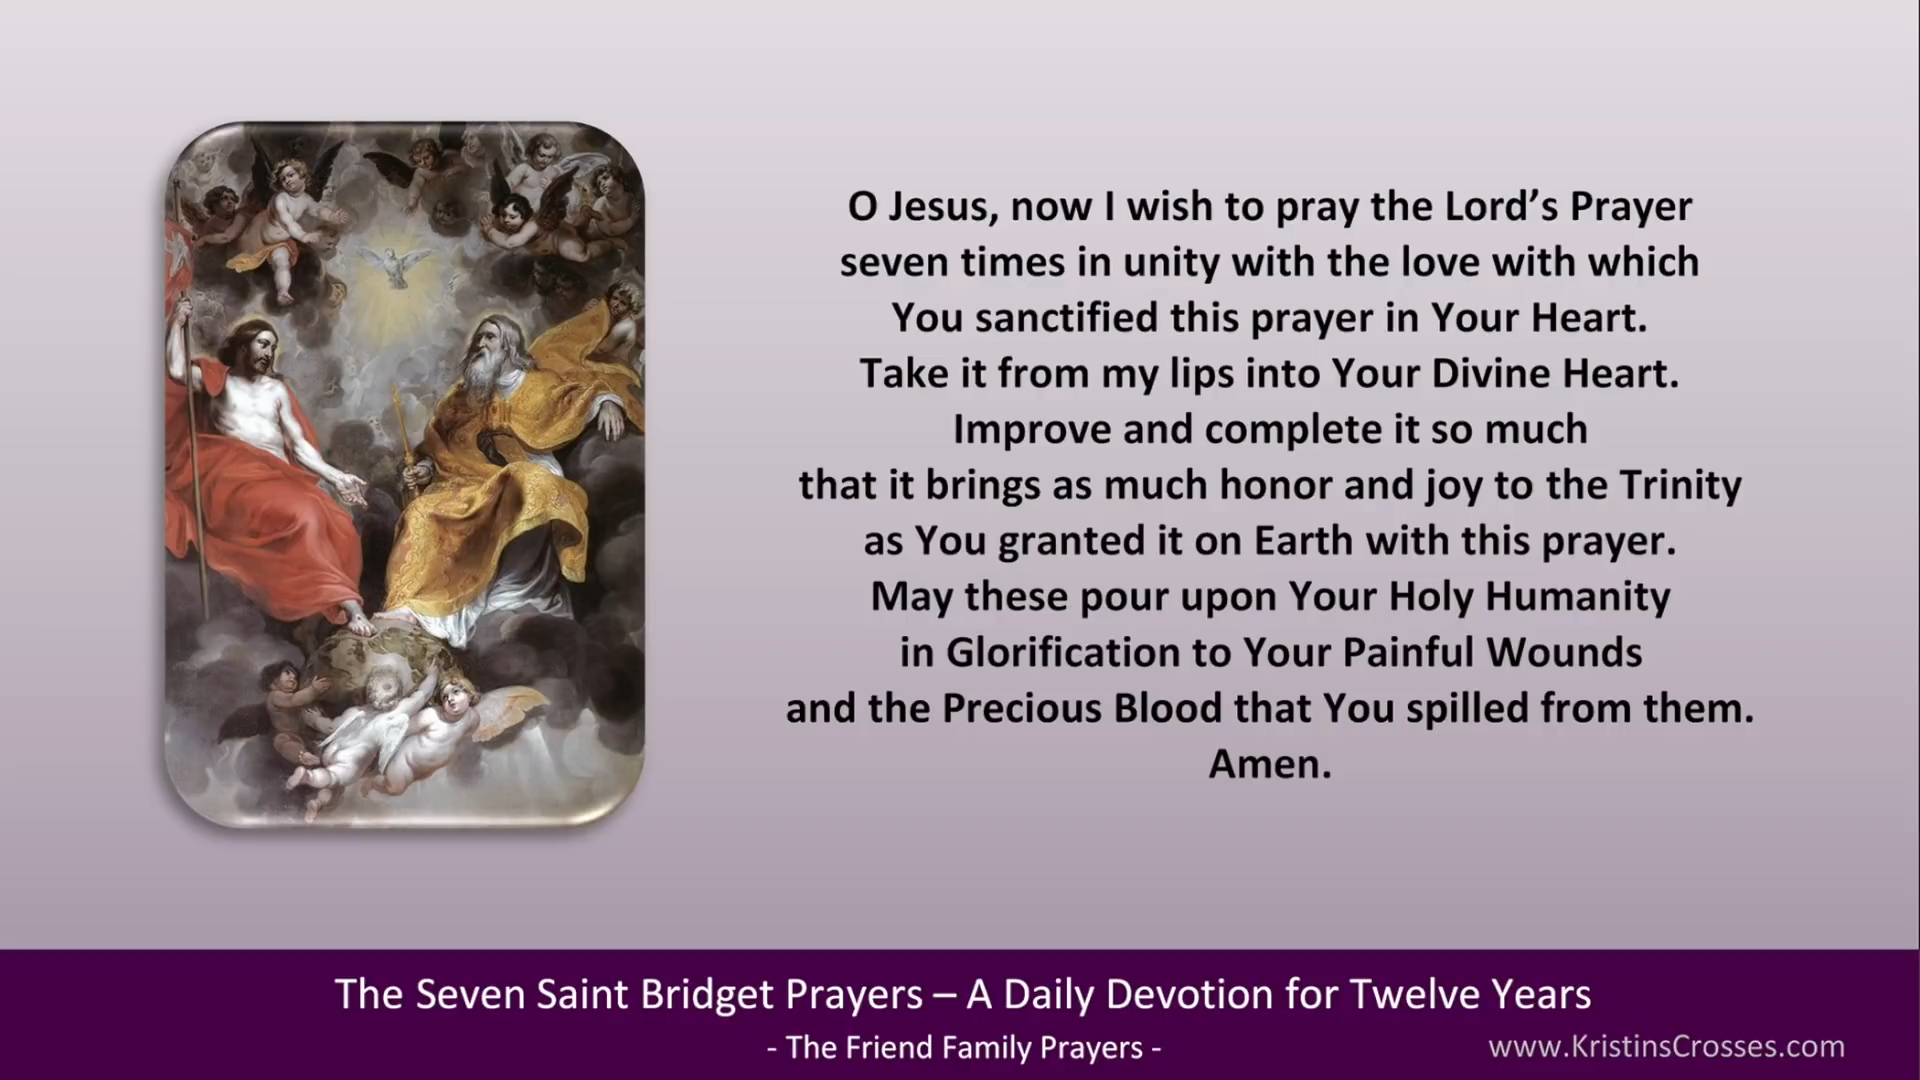 O Jesus, now I wish to pray the Lord’s Prayer
seven times in unity with the love with which
You sanctified this prayer in Your Heart.
Take it from my lips into Your Divine Heart.
Improve and complete it so much
that it brings as much honor and joy to the Trinity
as You granted it on Earth with this prayer.
May these pour upon Your Holy Humanity
in Glorification to Your Painful Wounds
and the Precious Blood that You spilled from them.
Amen.
The Seven Saint Bridget Prayers – A Daily Devotion for Twelve Years
- The Friend Family Prayers -
www.KristinsCrosses.com